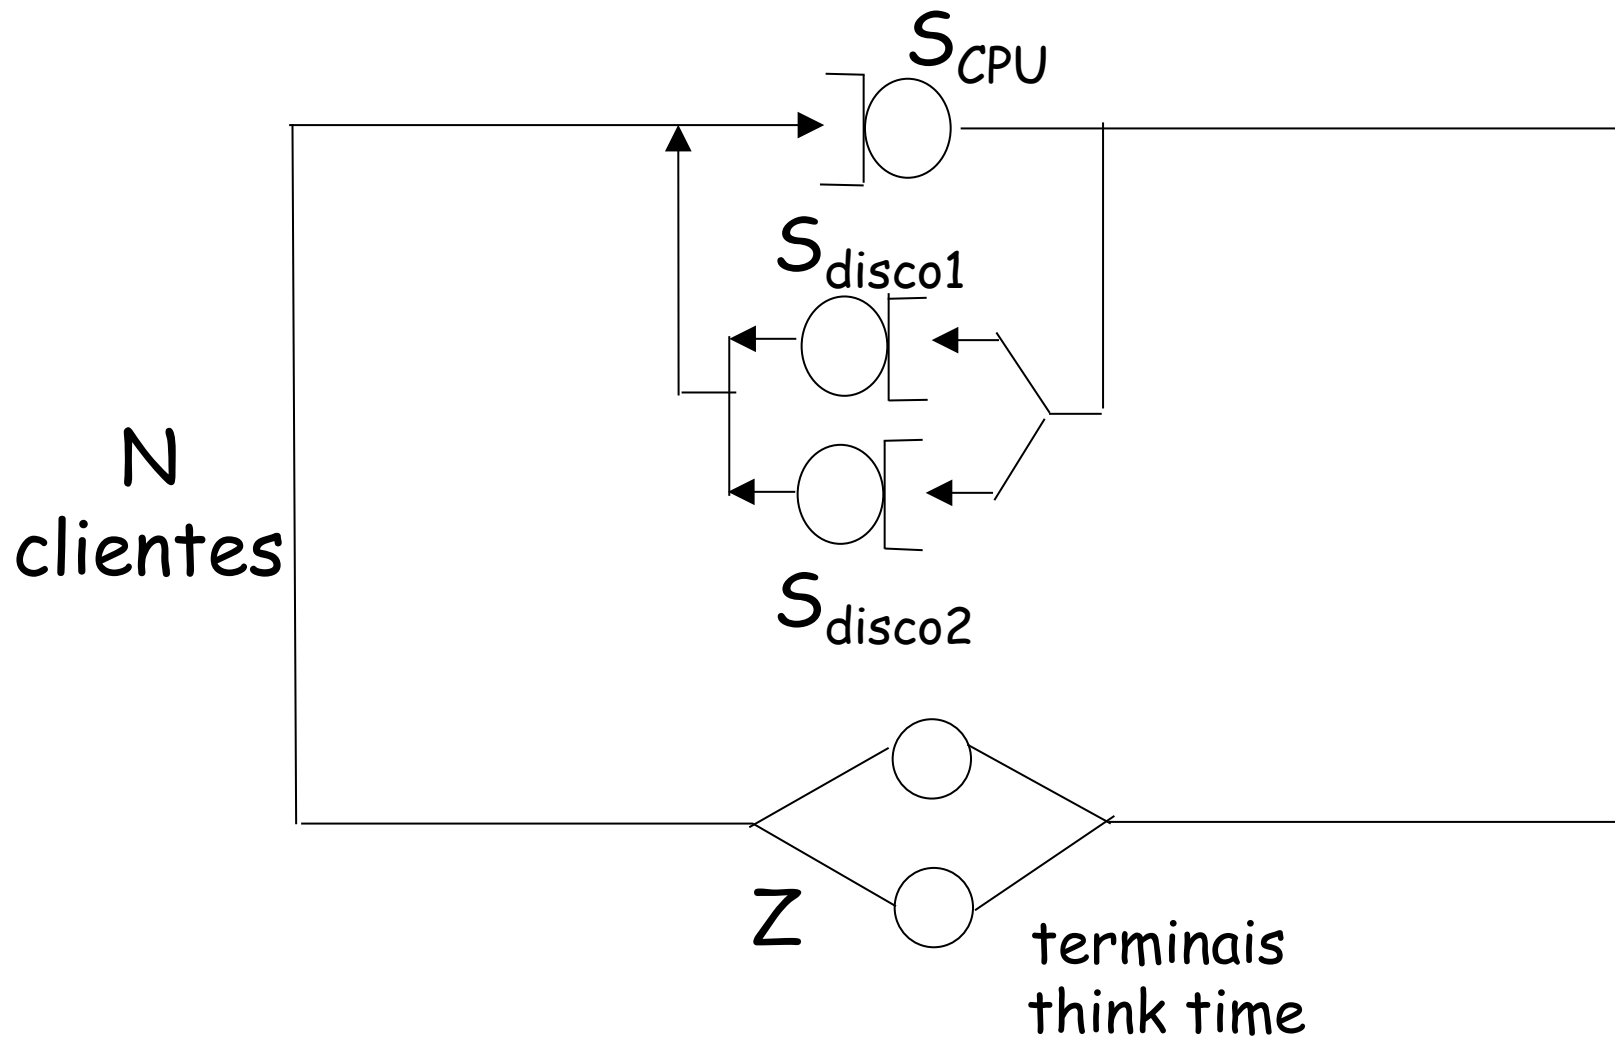 S_CPU
S_disco1
N
clientes
S_disco2
Z
terminais
think time